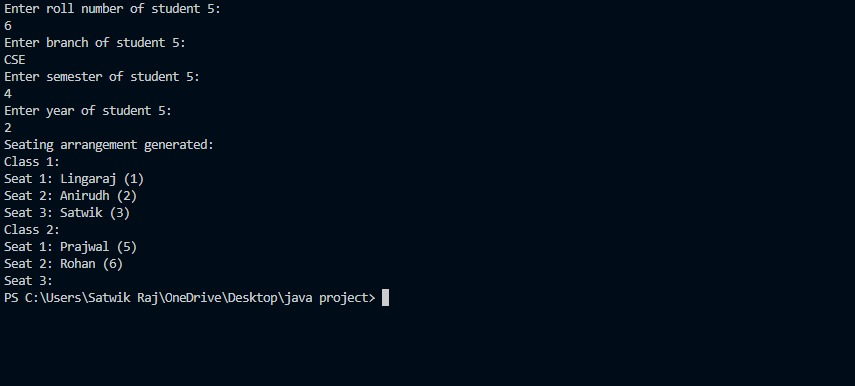 Enter roll number of student 5:
6
Enter branch of student 5:
CSE
Enter semester of student 5:
4
Enter year of student 5:
2
Seating arrangement generated:
Class 1:
Seat 1: Lingaraj (1)
Seat 2: Anirudh (2)
Seat 3: Satwik (3)
Class 2:
Seat 1: Prajwal (5)
Seat 2: Rohan (6)
Seat 3:
PS C:\Users\Satwik Raj\OneDrive\Desktop\java project>